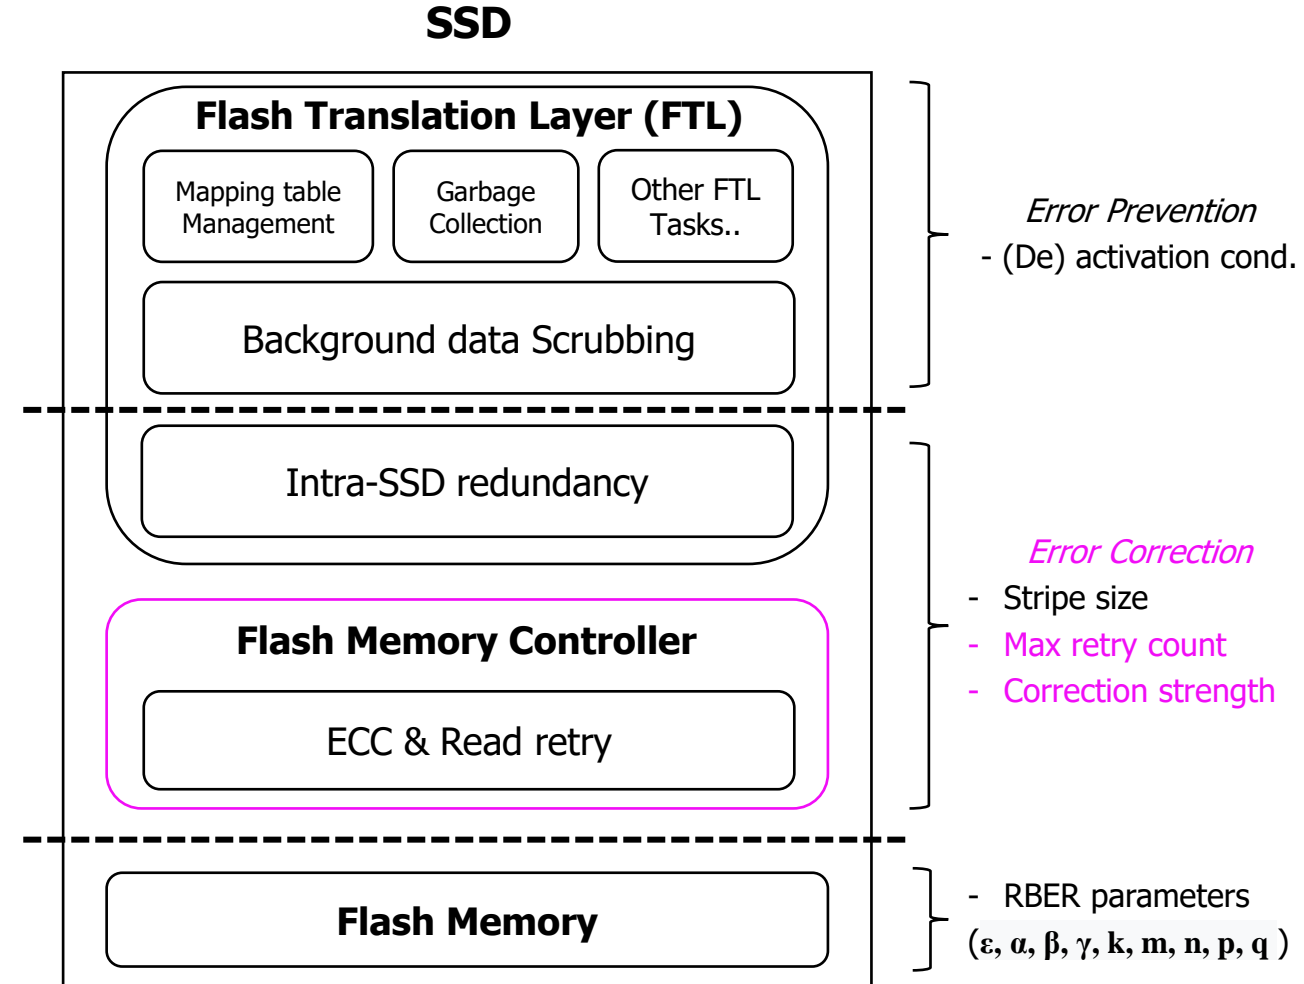 SSD
Flash Translation Layer (FTL)
Mapping table
Management
Garbage
Collection
Other FTL
Tasks..
Background data Scrubbing
Error Prevention
- (De) activation cond.
Intra-SSD redundancy
Flash Memory Controller
ECC & Read retry
Error Correction
- Stripe size
- Max retry count
- Correction strength
Flash Memory
- RBER parameters
(ε, α, β, γ, k, m, n, p, q )